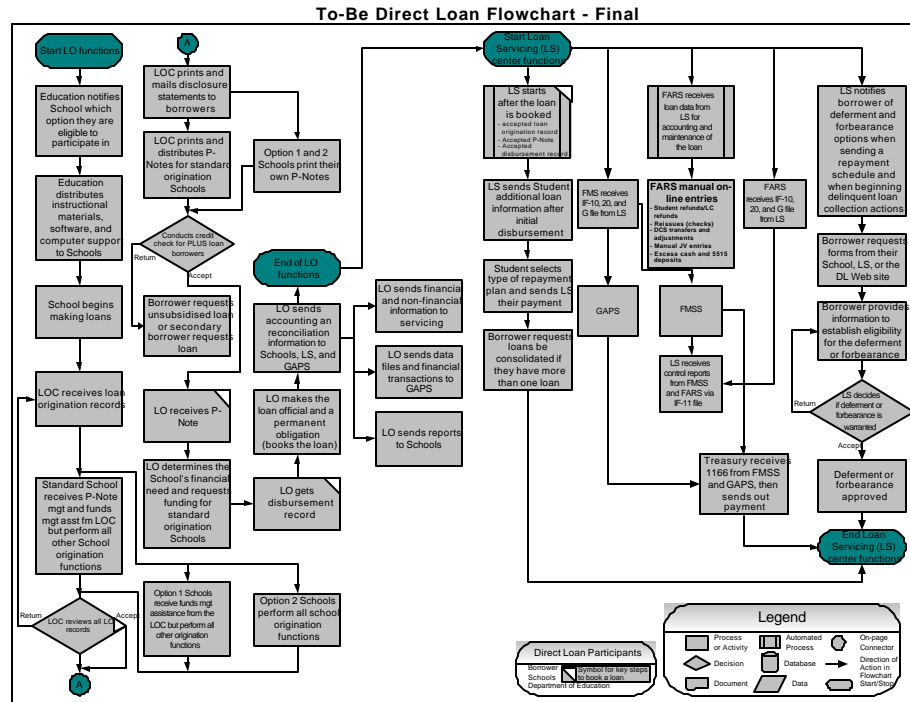 To-Be Direct Loan Flowchart - Final
Start LO functions
Education notifies
School which
option they are
eligible to
participate in
Education
distributes
instructional
materials,
software, and
computer support
to Schools
School begins
making loans
LOC receives loan
origination records
Standard School
receives P-Note
mgt and funds
mgt asst fm LOC
but perform all
other School
origination
functions
Return
Accept
LOC reviews all LO
records
A
A
LOC prints and
mails disclosure
statements to
borrowers
LOC prints and
distributes P-
Notes for standard
origination
Schools
Option 1 and 2
Schools print their
own P-Notes
Conducts credit
check for PLUS loan
borrowers
Return
Accept
Borrower requests
unsubsidised loan
or secondary
borrower requests
loan
LO receives P-
Note
LO determines the
School's financial
need and requests
funding for
standard
origination
Schools
Option 1 Schools
receive funds mgt
assistance from the
LOC but perform all
other origination
functions
Option 2 Schools
perform all school
origination
functions
End of LO
functions
LO sends
accounting an
reconciliation
information to
Schools, LS, and
GAPS
LO makes the
loan official and a
permanent
obligation
(books the loan)
LO gets
disbursement
record
LO sends financial
and non-financial
information to
servicing
LO sends data
files and financial
transactions to
GAPS
LO sends reports
to Schools
Start Loan
Servicing (LS)
center functions
LS starts
after the loan
is booked
- accepted loan
origination record
- Accepted P-Note
- Accepted
disbursement record
LS sends Student
additional loan
information after
initial
disbursement
Student selects
type of repayment
plan and sends LS
their payment
Borrower requests
loans be
consolidated if
they have more
than one loan
FMS receives
IF-10, 20, and
G file from LS
GAPS
FARS receives
loan data from
LS for
accounting and
maintenance of
the loan
FARS manual on-
line entries
- Student refunds/LC
refunds
- Reissues (checks)
- DCS transfers and
adjustments
- Manual JV entries
- Excess cash and 5515
deposits
FMSS
LS receives
control reports
from FMSS
and FARS via
IF-11 file
FARS
receives IF-10,
20, and G file
from LS
Treasury receives
1166 from FMSS
and GAPS, then
sends out
payment
LS notifies
borrower of
deferment and
forbearance
options when
sending a
repayment
schedule and
when beginning
delinquent loan
collection actions
Borrower requests
forms from their
School, LS, or the
DL Web site
Borrower provides
information to
establish eligibility
for the deferment
or forbearance
LS decides
if deferment or
forbearance is
warranted
Return
Accept
Deferment or
forbearance
approved
End Loan
Servicing (LS)
center functions
Direct Loan Participants
Borrower
Schools
Department of Education
Symbol for key steps
to book a loan
Legend
Process
or Activity
Automated
Process
On-page
Connector
Decision
Database
Direction of
Action in
Flowchart
Document
Data
Start/Stop